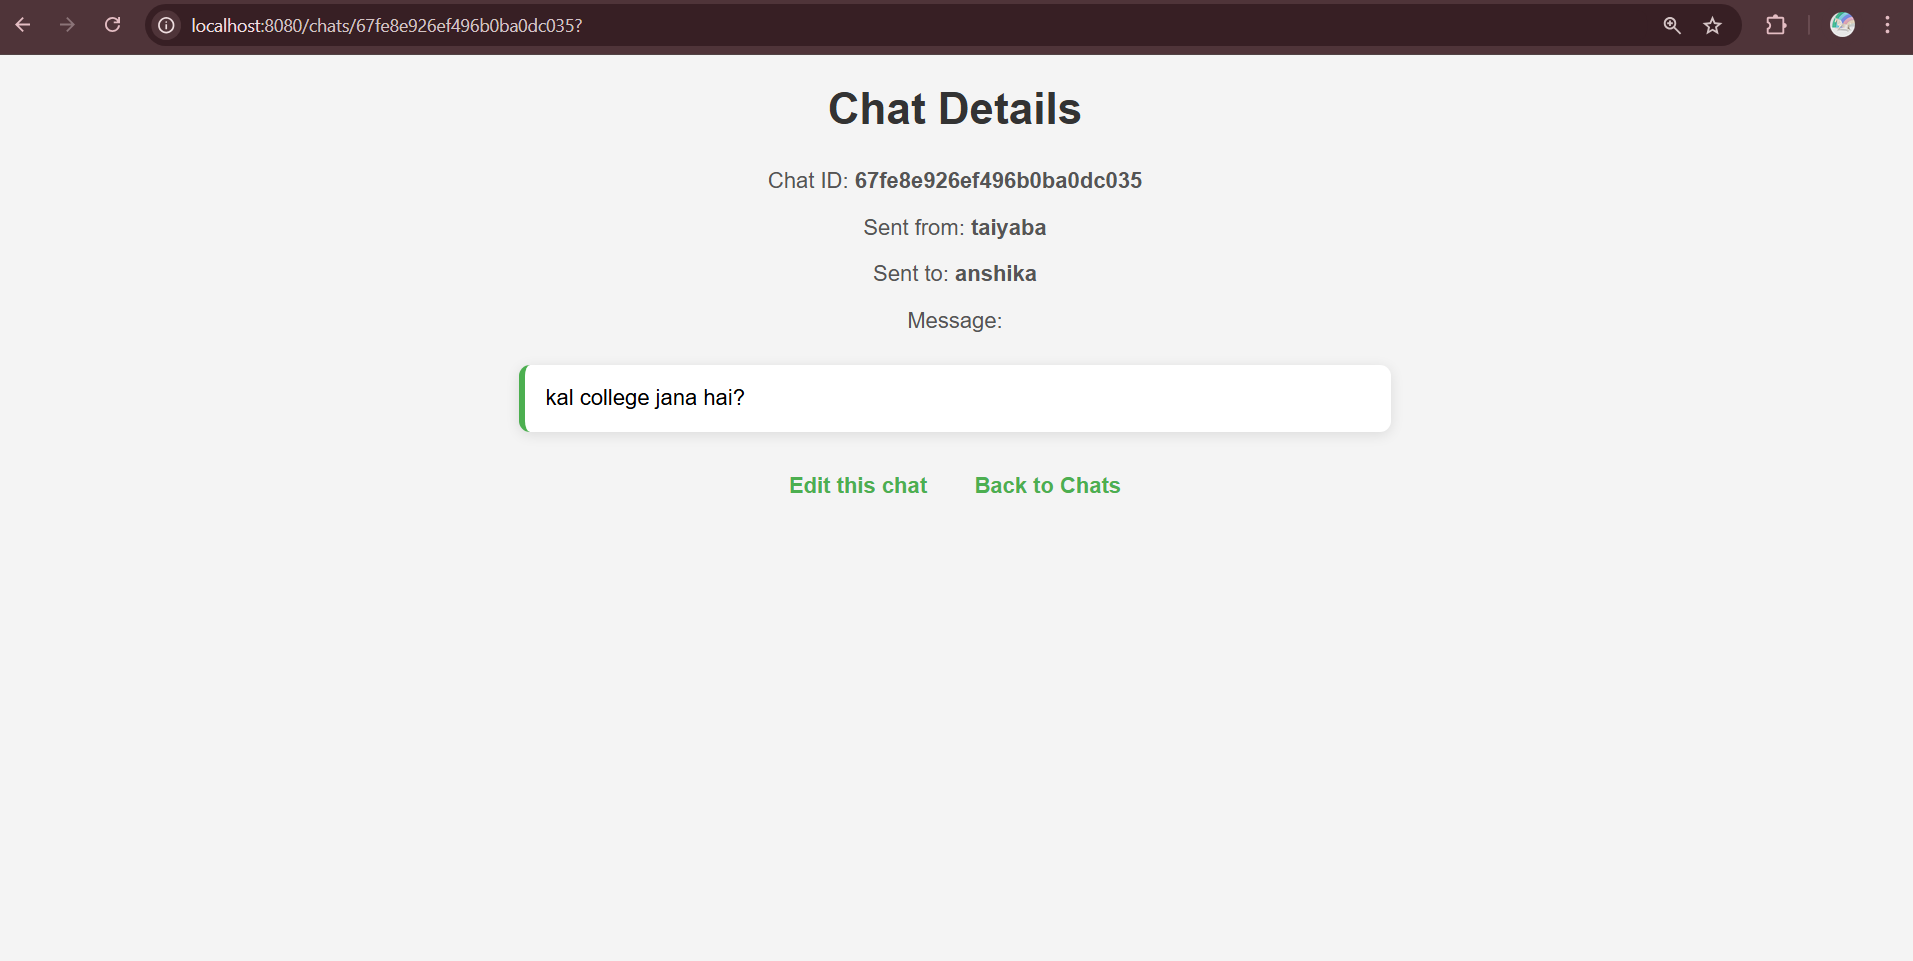 localhost:8080/chats/67fe8e926ef496b0ba0dc035?
Chat Details
Chat ID: 67fe8e926ef496b0ba0dc035
Sent from: taiyaba
Sent to: anshika
Message:
kal college jana hai?
Edit this chat Back to Chats